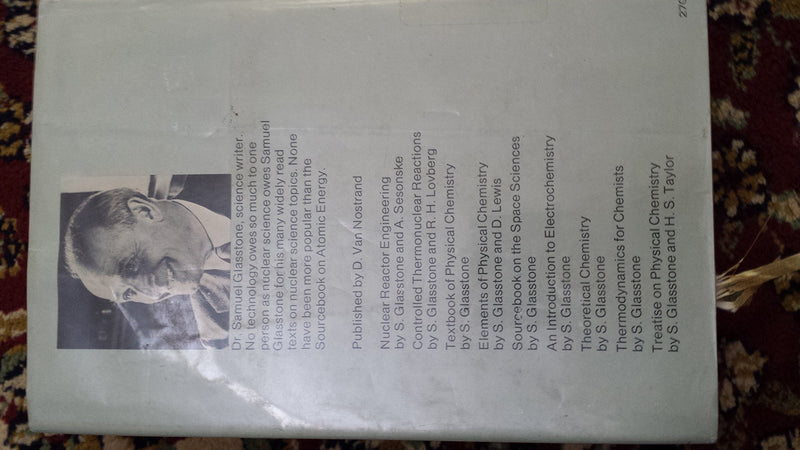 Dr. Samuel Glasstone, science writer.
No technology owes so much to one
person as nuclear science owes Samuel
Glasstone for his many widely read
texts on nuclear science topics. None
have been more popular than the
Sourcebook on Atomic Energy.
Published by D. Van Nostrand
Nuclear Reactor Engineering
by S. Glasstone and A. Sesonske
Controlled Thermonuclear Reactions
by S. Glasstone and R. H. Lovberg
Textbook of Physical Chemistry
by S. Glasstone
Elements of Physical Chemistry
by S. Glasstone and D. Lewis
Sourcebook on the Space Sciences
by S. Glasstone
An Introduction to Electrochemistry
by S. Glasstone
Theoretical Chemistry
by S. Glasstone
Thermodynamics for Chemists
by S. Glasstone
Treatise on Physical Chemistry
by S. Glasstone and H. S. Taylor